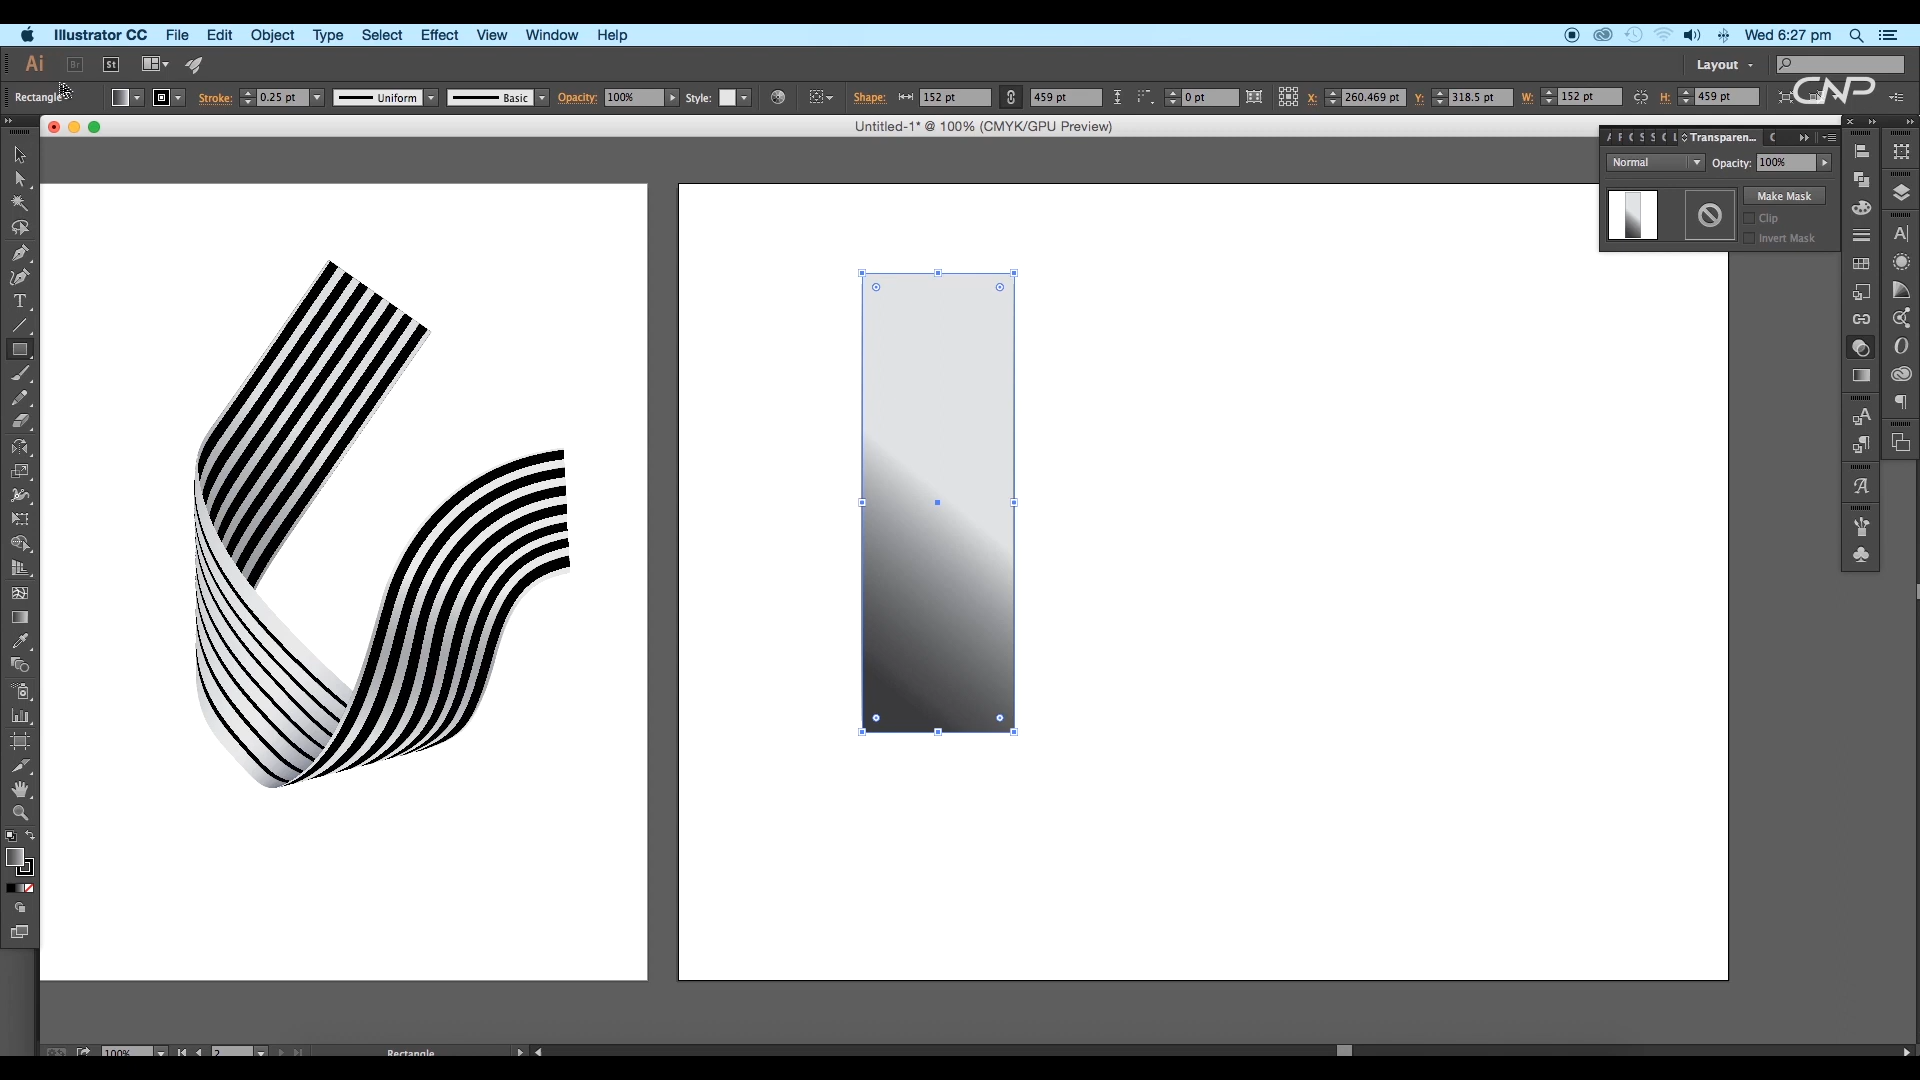 Illustrator CC File Edit Object Type Select Effect View Window Help Wed 6:27 pm
Ai Br St Layout
Rectangle Stroke: 0.25 pt Uniform Basic Opacity: 100% Style: Shape: 152 pt 459 pt 0 pt X: 260.469 pt Y: 318.5 pt W: 152 pt H: 459 pt
CNP
Untitled-1* @ 100% (CMYK/GPU Preview)
Transparen...
Normal Opacity: 100%
Make Mask
Clip
Invert Mask
100% 2 Rectangle